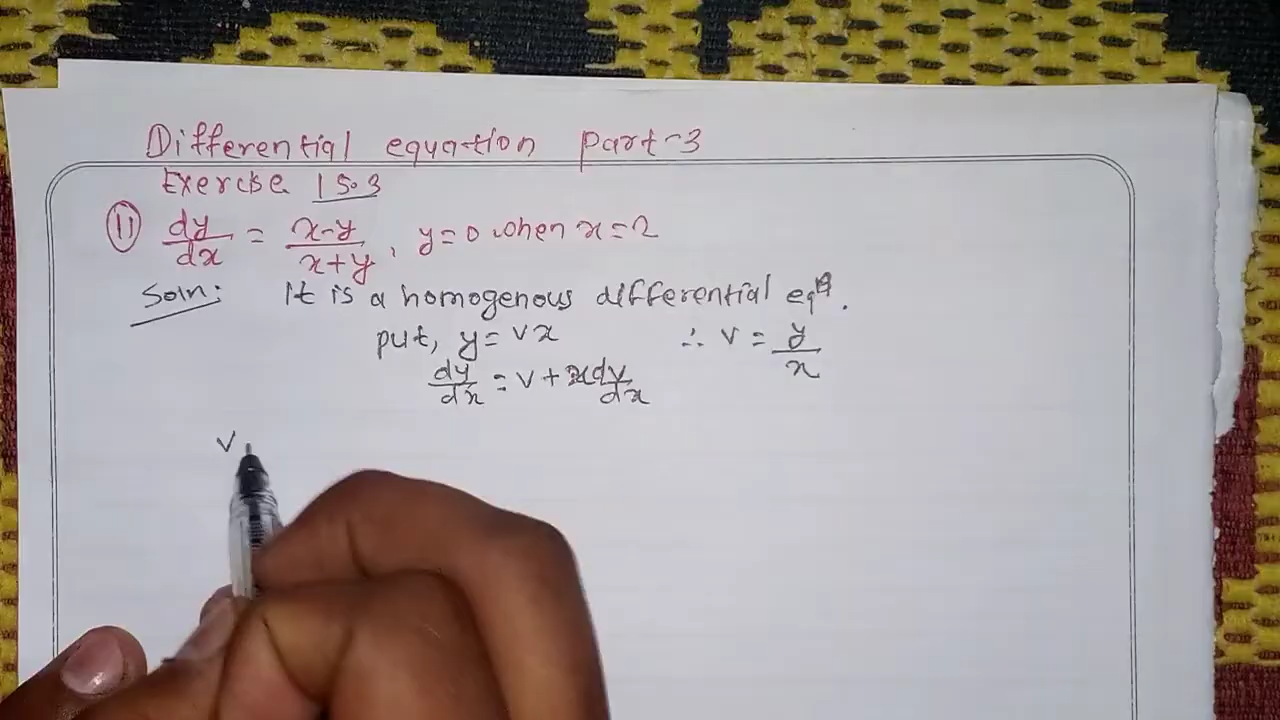 Differential equation Part-3
Exercise 15.3
(11) dy/dx = x-y/x+y, y=0 when x=2
Soln: It is a homogenous differential eqn.
put, y=vx ∴ v = y/x
dy/dx = v + xdv/dx
v